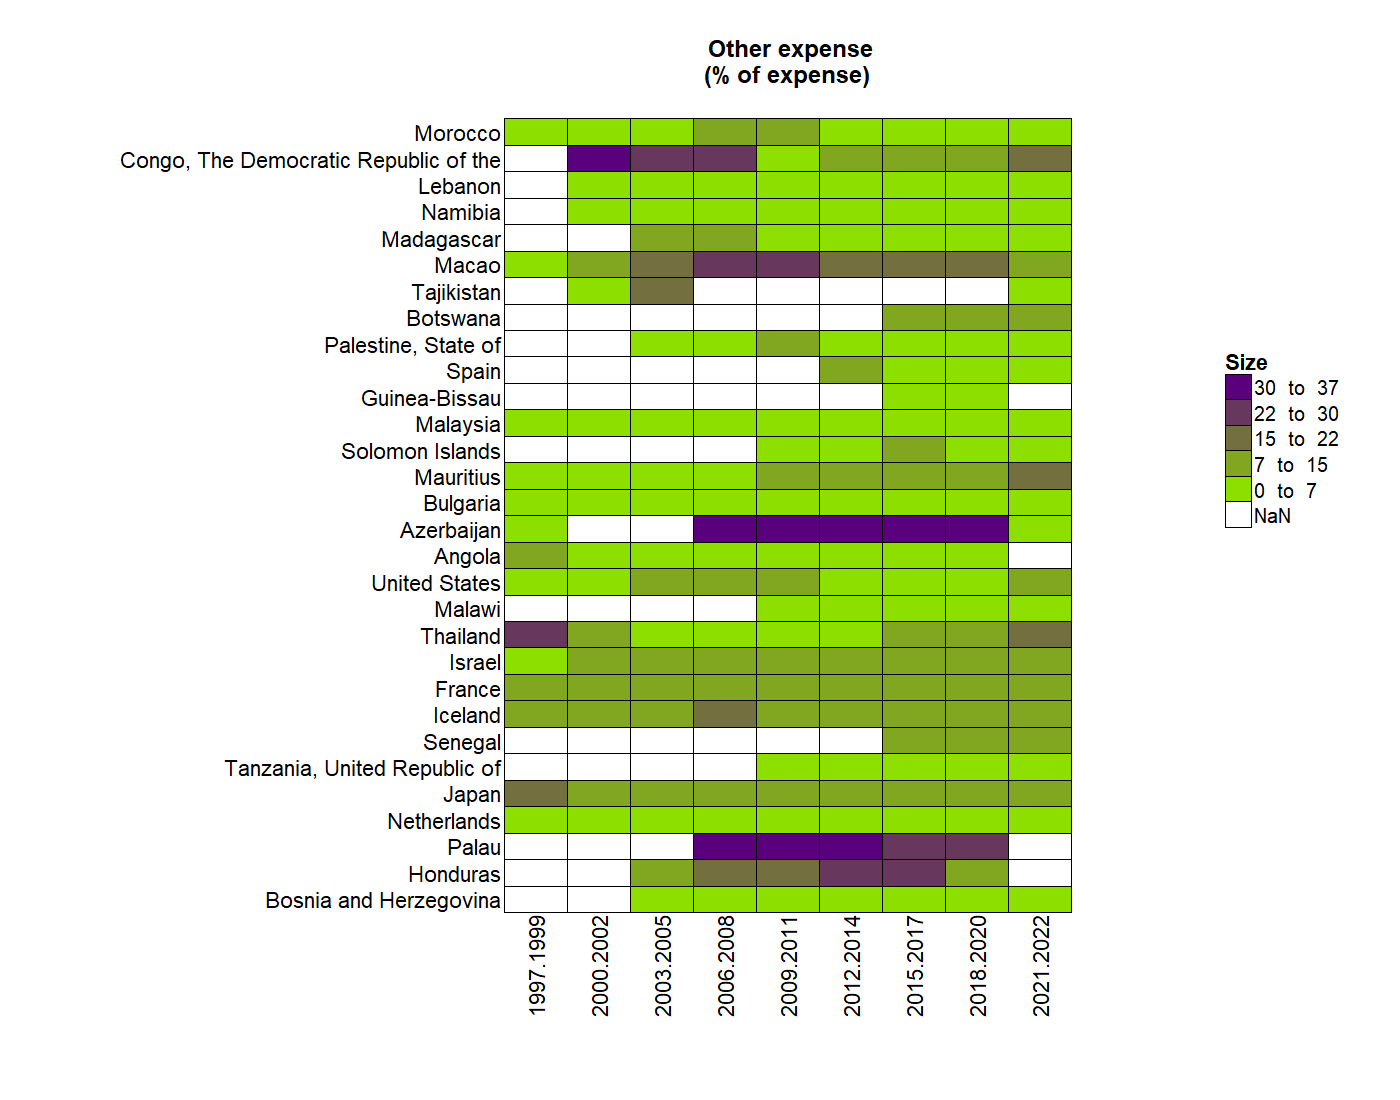 Other expense
(% of expense)
Morocco
Congo, The Democratic Republic of the
Lebanon
Namibia
Madagascar
Macao
Tajikistan
Botswana
Palestine, State of
Spain
Guinea-Bissau
Malaysia
Solomon Islands
Mauritius
Bulgaria
Azerbaijan
Angola
United States
Malawi
Thailand
Israel
France
Iceland
Senegal
Tanzania, United Republic of
Japan
Netherlands
Palau
Honduras
Bosnia and Herzegovina
1997.1999
2000.2002
2003.2005
2006.2008
2009.2011
2012.2014
2015.2017
2018.2020
2021.2022
Size
30 to 37
22 to 30
15 to 22
7 to 15
0 to 7
NaN